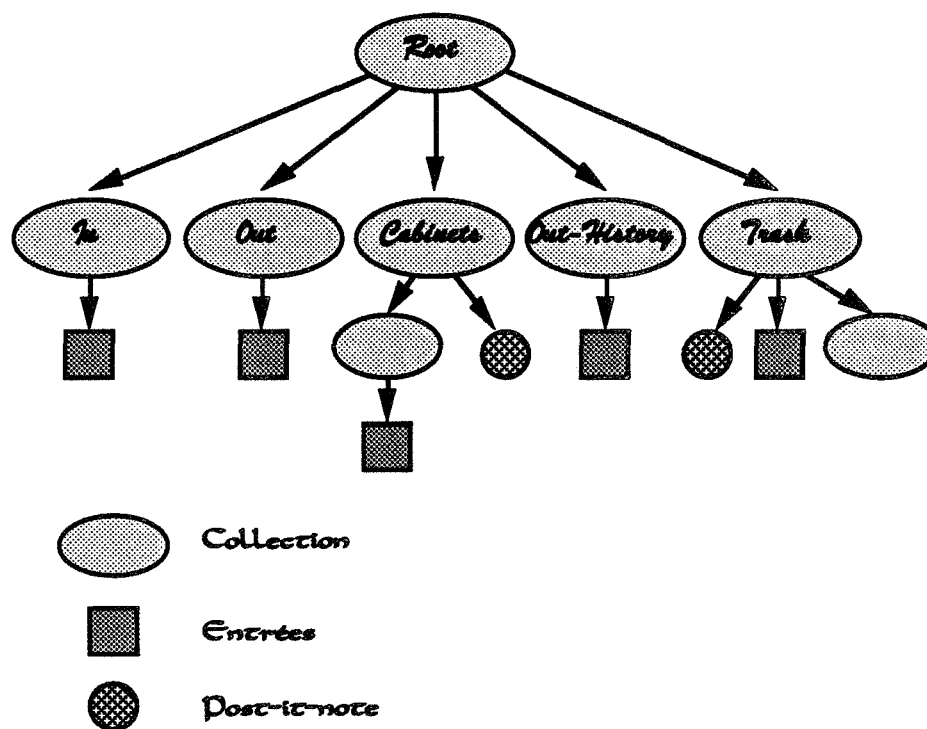 Root
In Out Cabinets Out-History Trash
Collection
Entrées
Post-it-note